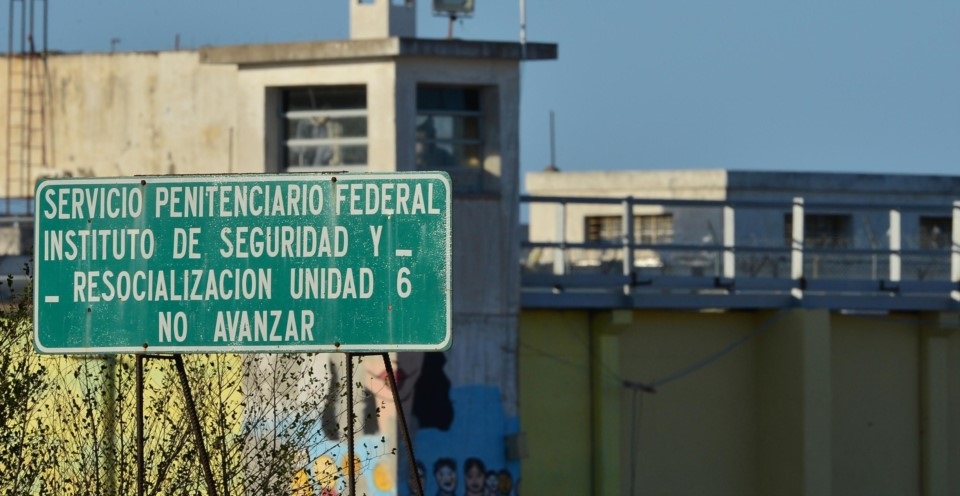 SERVICIO PENITENCIARIO FEDERAL
INSTITUTO DE SEGURIDAD Y _
_ RESOCIALIZACION UNIDAD 6
NO AVANZAR